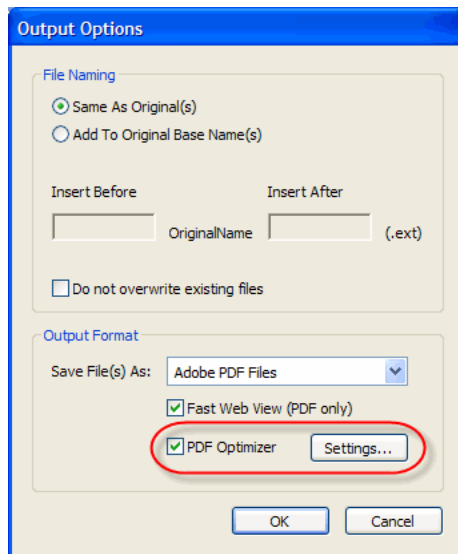 Output Options
File Naming
Same As Original(s)
Add To Original Base Name(s)
Insert Before Insert After
OriginalName (.ext)
Do not overwrite existing files
Output Format
Save File(s) As: Adobe PDF Files
Fast Web View (PDF only)
PDF Optimizer Settings...
OK Cancel